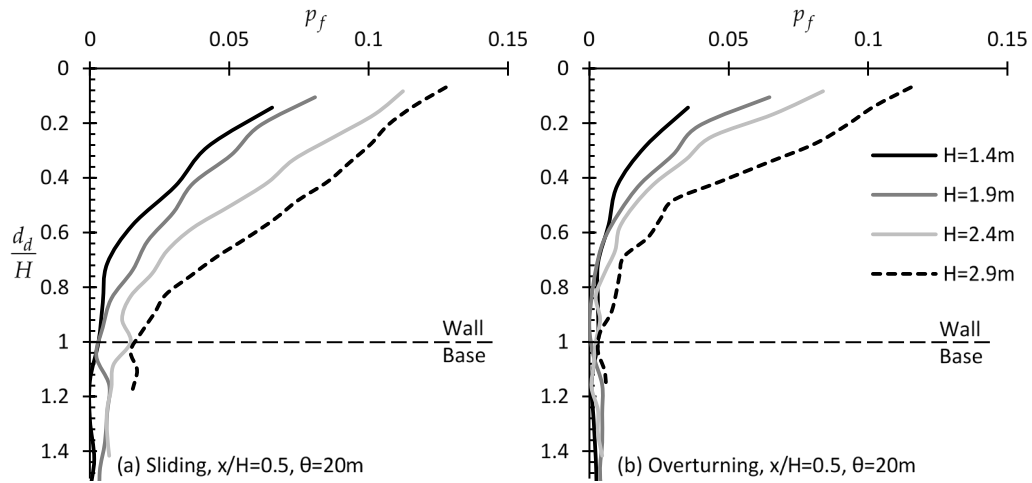 p_f
0 0.05 0.1 0.15
0
0.2
0.4
0.6
d_d
H
0.8
1
1.2
1.4
Wall
Base
(a) Sliding, x/H=0.5, θ=20m
p_f
0 0.05 0.1 0.15
0
0.2
0.4
0.6
0.8
1
1.2
1.4
H=1.4m
H=1.9m
H=2.4m
H=2.9m
Wall
Base
(b) Overturning, x/H=0.5, θ=20m